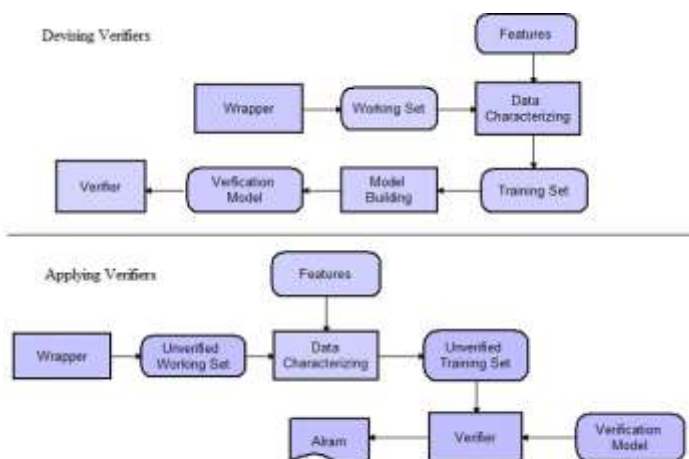 Devising Verifiers
Features
Wrapper
Working Set
Data
Characterizing
Verifier
Verfication
Model
Model
Building
Training Set
Applying Verifiers
Features
Wrapper
Unverified
Working Set
Data
Characterizing
Unverified
Training Set
Alram
Verifier
Verification
Model